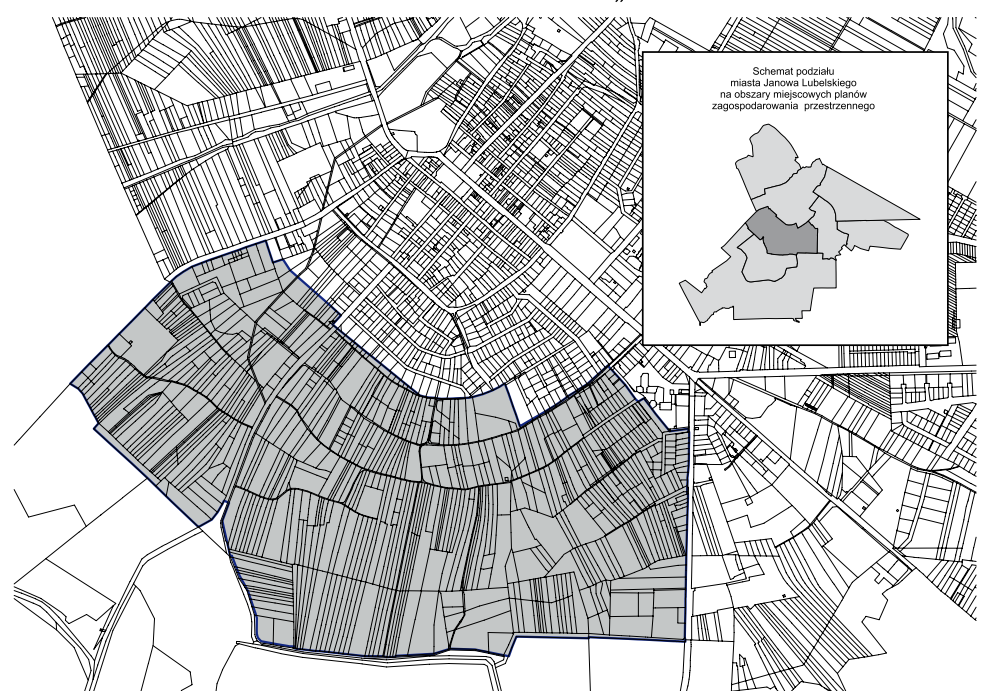 Schemat podziału
miasta Janowa Lubelskiego
na obszary miejscowych planów
zagospodarowania przestrzennego